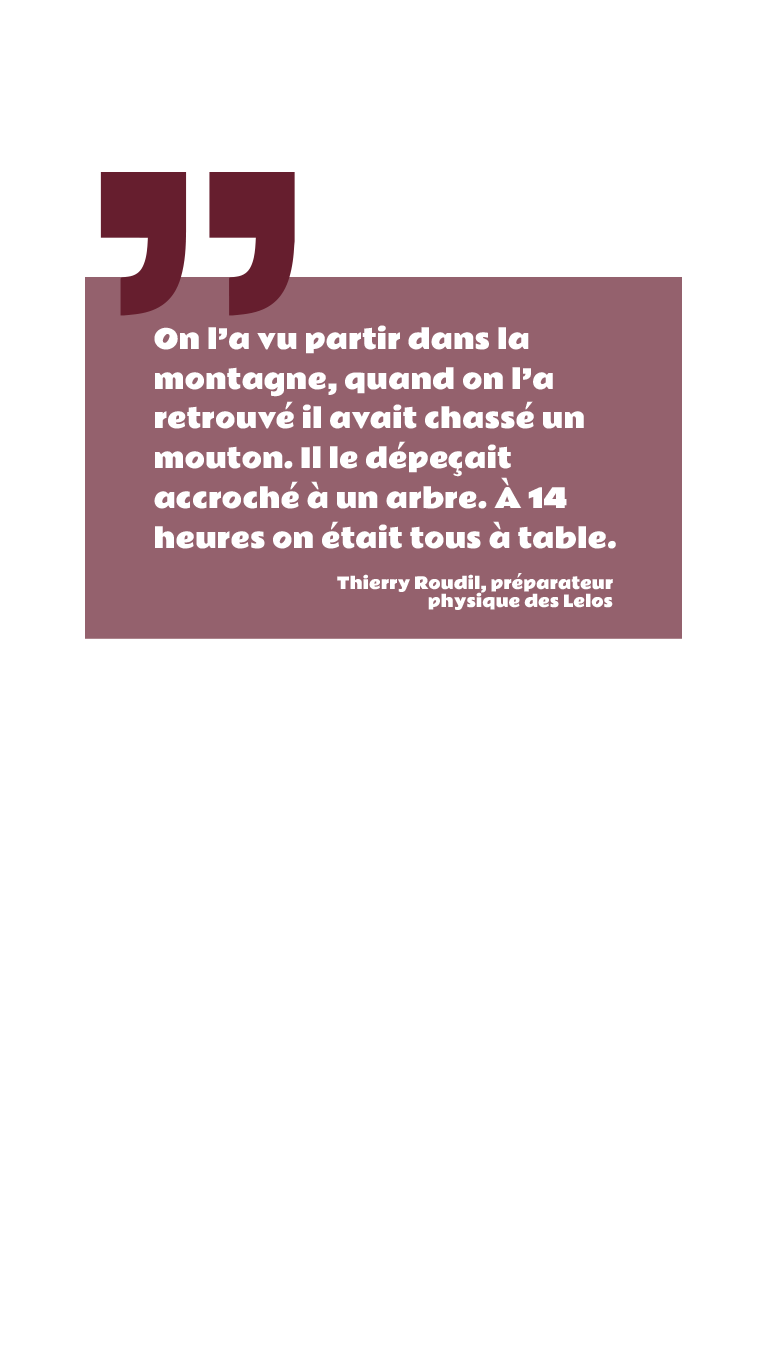 ”
On l’a vu partir dans la
montagne, quand on l’a
retrouvé il avait chassé un
mouton. Il le dépeçait
accroché à un arbre. À 14
heures on était tous à table.
Thierry Roudil, préparateur
physique des Lelos